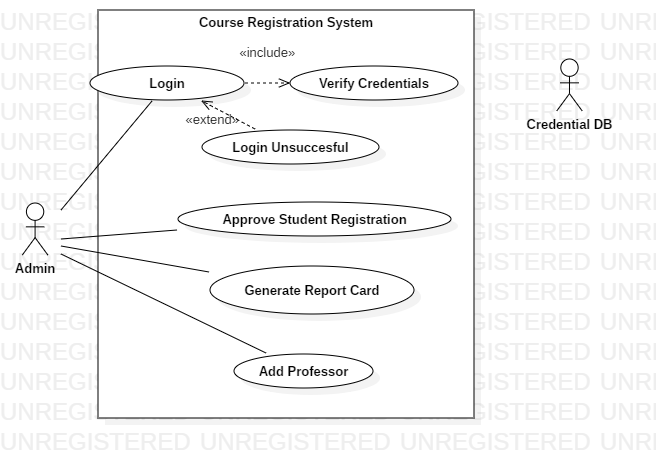 Course Registration System
«include»
Login
Verify Credentials
«extend»
Login Unsuccesful
Credential DB
Approve Student Registration
Admin
Generate Report Card
Add Professor
UNREGISTERED UNREGISTERED UNREGISTERED UNRE